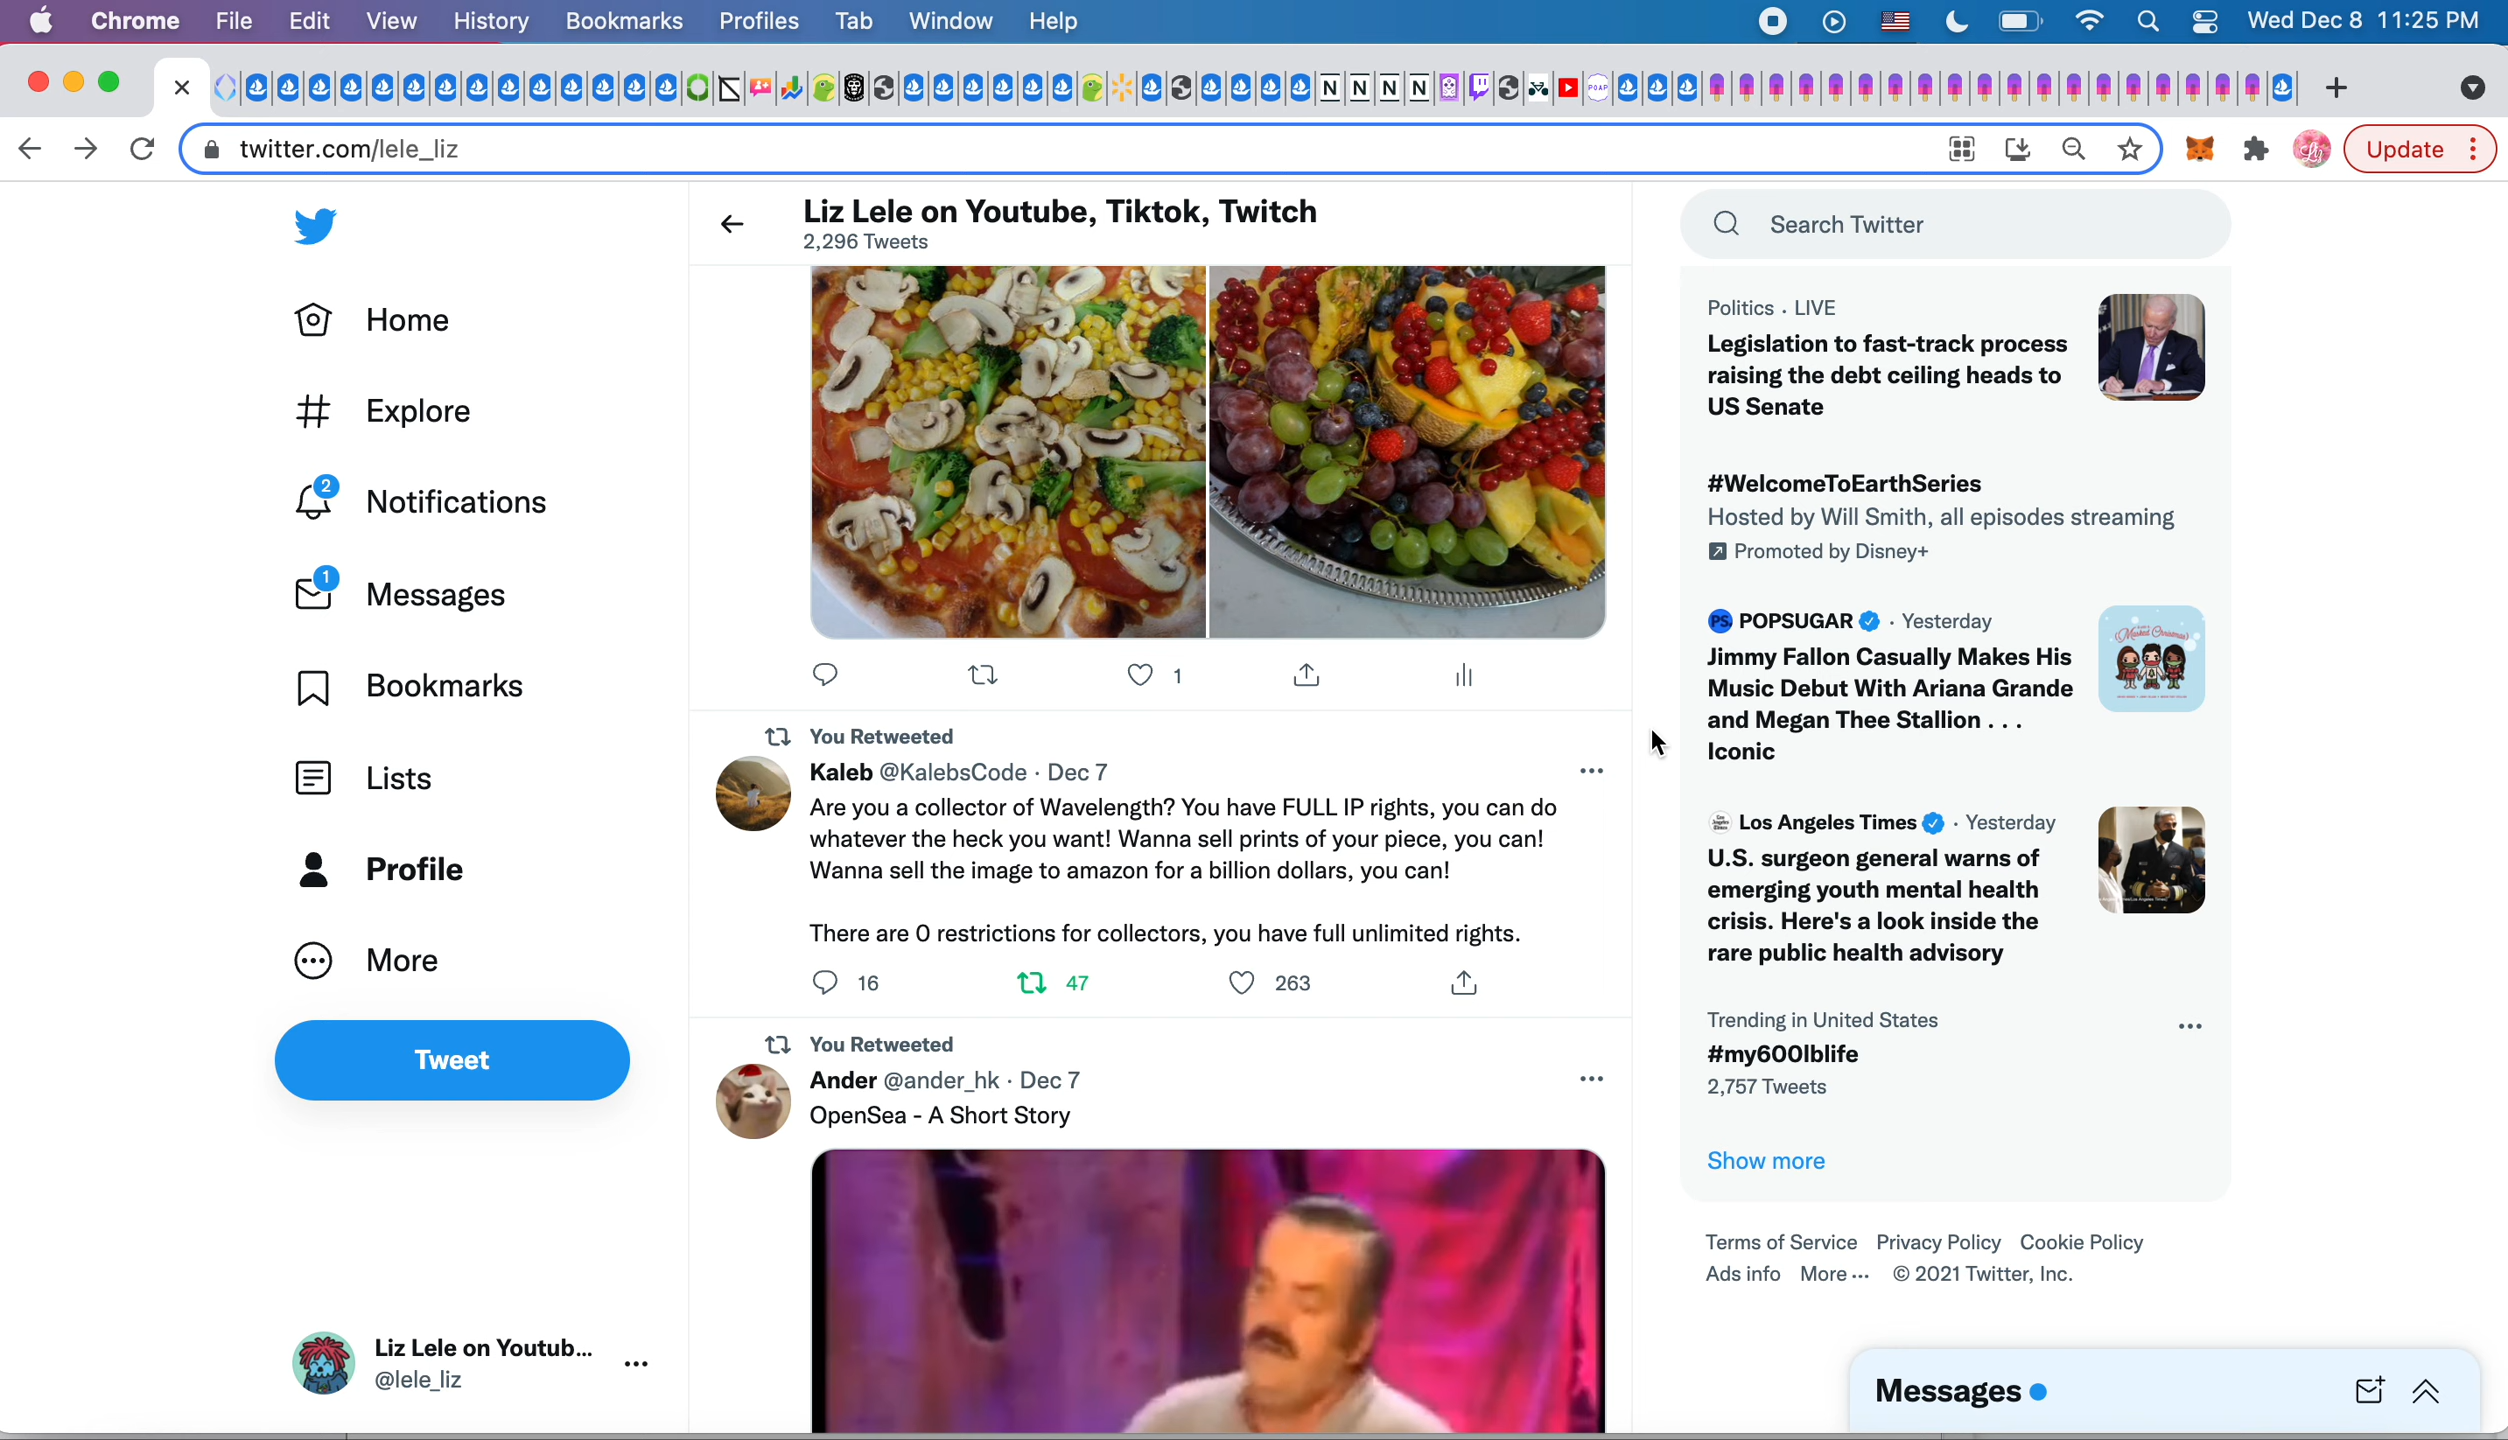 Chrome File Edit View History Bookmarks Profiles Tab Window Help Wed Dec 8 11:25 PM
twitter.com/lele_liz
Update
Liz Lele on Youtube, Tiktok, Twitch
2,296 Tweets
Search Twitter
Home
Explore
2
Notifications
1
Messages
Bookmarks
Lists
Profile
More
Tweet
Liz Lele on Youtub...
@lele_liz
1
You Retweeted
Kaleb @KalebsCode · Dec 7
Are you a collector of Wavelength? You have FULL IP rights, you can do
whatever the heck you want! Wanna sell prints of your piece, you can!
Wanna sell the image to amazon for a billion dollars, you can!
There are 0 restrictions for collectors, you have full unlimited rights.
16 47 263
You Retweeted
Ander @ander_hk · Dec 7
OpenSea - A Short Story
Politics · LIVE
Legislation to fast-track process
raising the debt ceiling heads to
US Senate
#WelcomeToEarthSeries
Hosted by Will Smith, all episodes streaming
Promoted by Disney+
PS POPSUGAR · Yesterday
Jimmy Fallon Casually Makes His
Music Debut With Ariana Grande
and Megan Thee Stallion . . .
Iconic
Masked Christmas
Los Angeles Times · Yesterday
U.S. surgeon general warns of
emerging youth mental health
crisis. Here's a look inside the
rare public health advisory
Trending in United States
#my600lblife
2,757 Tweets
Show more
Terms of Service Privacy Policy Cookie Policy
Ads info More ··· © 2021 Twitter, Inc.
Messages